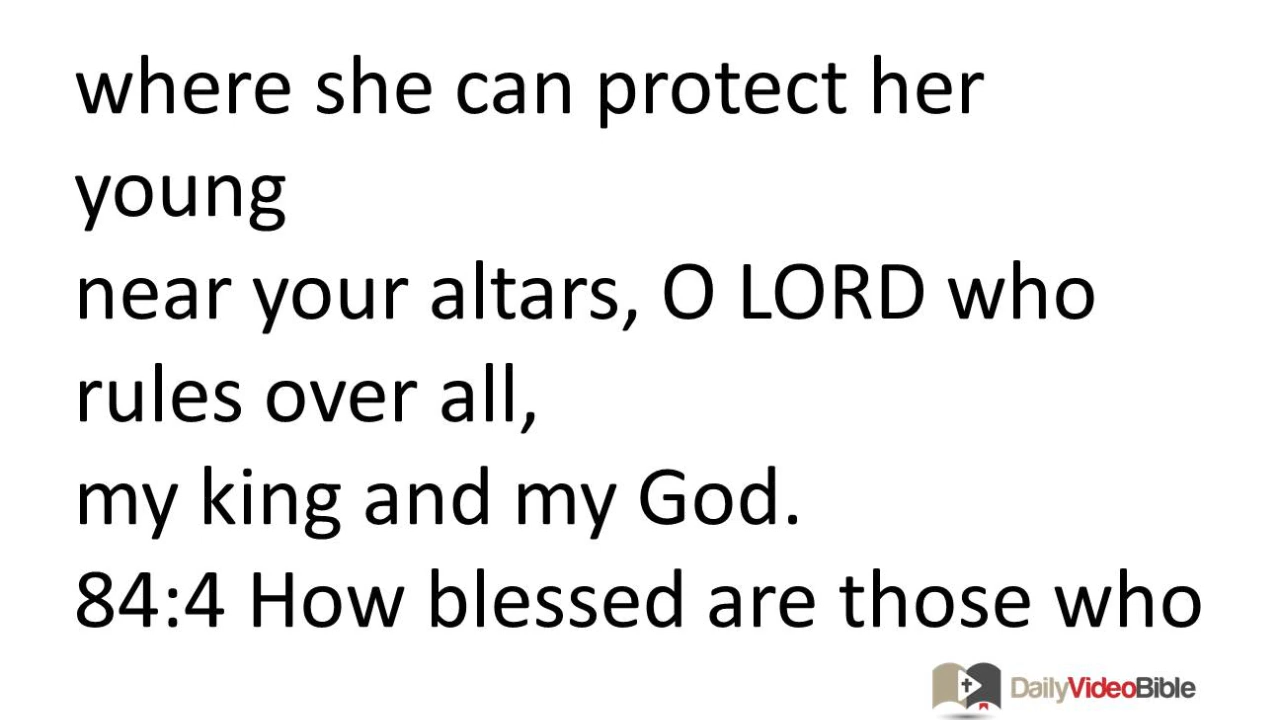 where she can protect her
young
near your altars, O LORD who
rules over all,
my king and my God.
84:4 How blessed are those who
DailyVideoBible